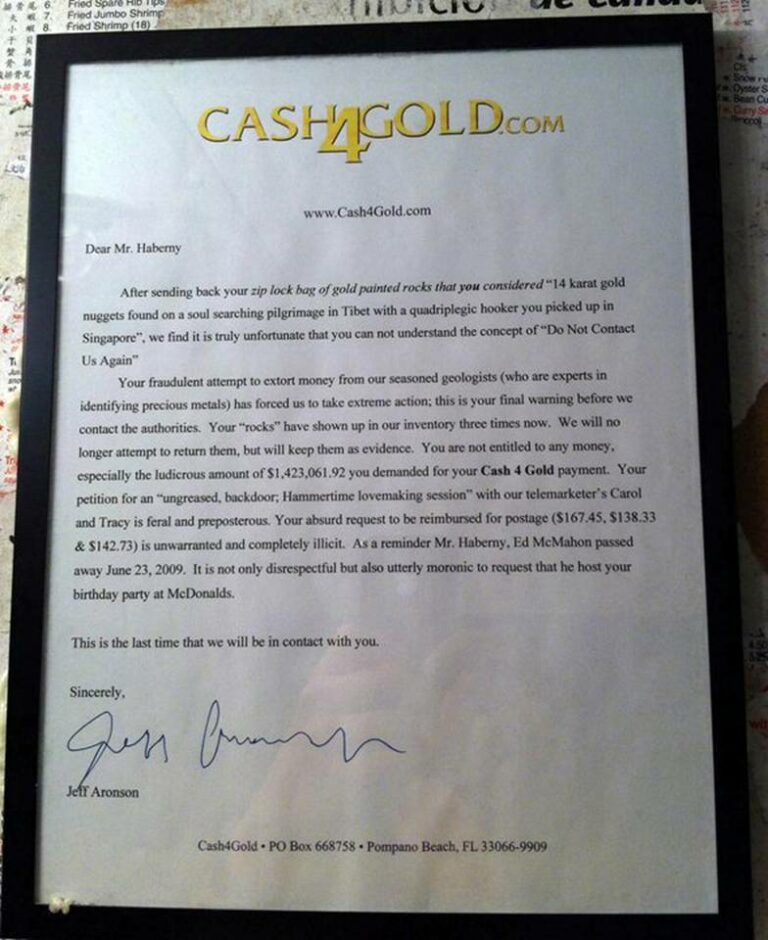 6. Fried Spare Rib Tips
7. Fried Jumbo Shrimp
8. Fried Shrimp (18)
CASH4GOLD.COM
www.Cash4Gold.com
Dear Mr. Haberny
After sending back your zip lock bag of gold painted rocks that you considered “14 karat gold
nuggets found on a soul searching pilgrimage in Tibet with a quadriplegic hooker you picked up in
Singapore”, we find it is truly unfortunate that you can not understand the concept of “Do Not Contact
Us Again”
Your fraudulent attempt to extort money from our seasoned geologists (who are experts in
identifying precious metals) has forced us to take extreme action; this is your final warning before we
contact the authorities. Your “rocks” have shown up in our inventory three times now. We will no
longer attempt to return them, but will keep them as evidence. You are not entitled to any money,
especially the ludicrous amount of $1,423,061.92 you demanded for your Cash 4 Gold payment. Your
petition for an “ungreased, backdoor; Hammertime lovemaking session” with our telemarketer’s Carol
and Tracy is feral and preposterous. Your absurd request to be reimbursed for postage ($167.45, $138.33
& $142.73) is unwarranted and completely illicit. As a reminder Mr. Haberny, Ed McMahon passed
away June 23, 2009. It is not only disrespectful but also utterly moronic to request that he host your
birthday party at McDonalds.
This is the last time that we will be in contact with you.
Sincerely,
Jeff Aronson
Jeff Aronson
Cash4Gold • PO Box 668758 • Pompano Beach, FL 33066-9909